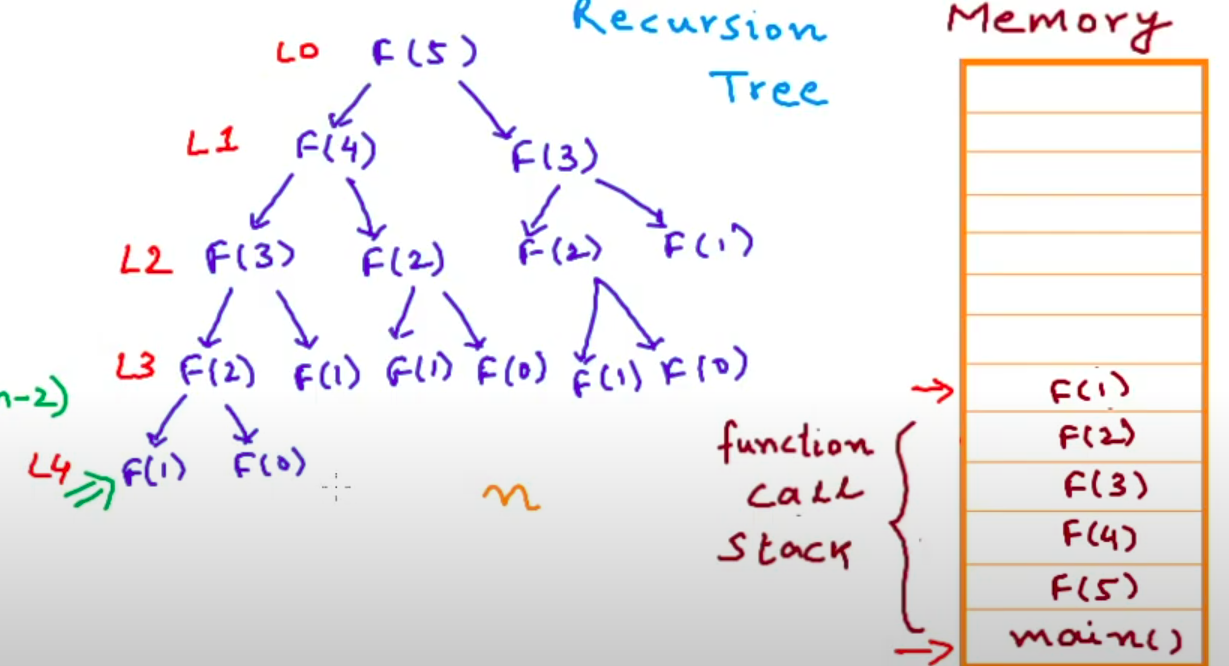 Recursion
Tree
Memory
L0 F(5)
L1 F(4) F(3)
L2 F(3) F(2) F(2) F(1)
L3 F(2) F(1) F(1) F(0) F(1) F(0)
n-2)
L4 F(1) F(0)
n
function
call
stack
F(1)
F(2)
F(3)
F(4)
F(5)
main()